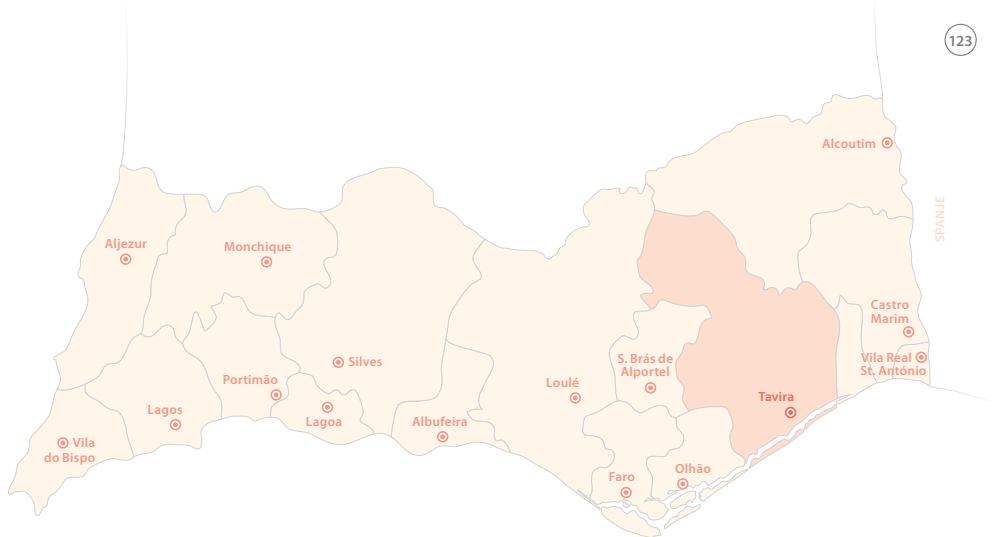 123
Alcoutim
SPANJE
Aljezur
Monchique
Castro
Marim
Silves
S. Brás de
Alportel
Vila Real
St. António
Portimão
Loulé
Tavira
Lagos
Lagoa
Albufeira
Vila
do Bispo
Faro
Olhão